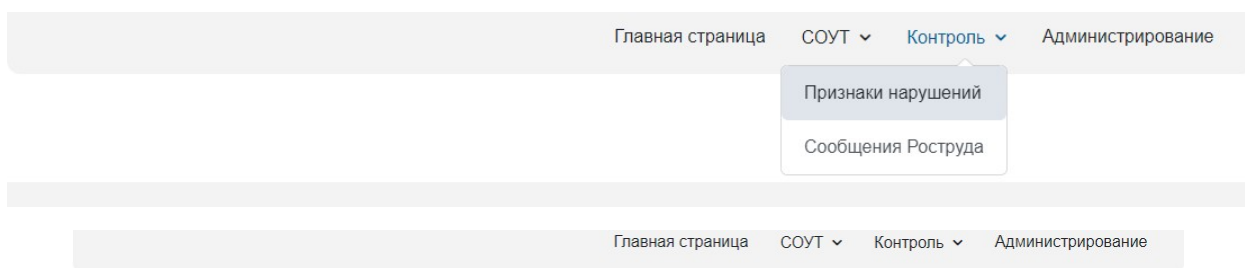 Главная страница СОУТ Контроль Администрирование
Признаки нарушений
Сообщения Роструда
Главная страница СОУТ Контроль Администрирование